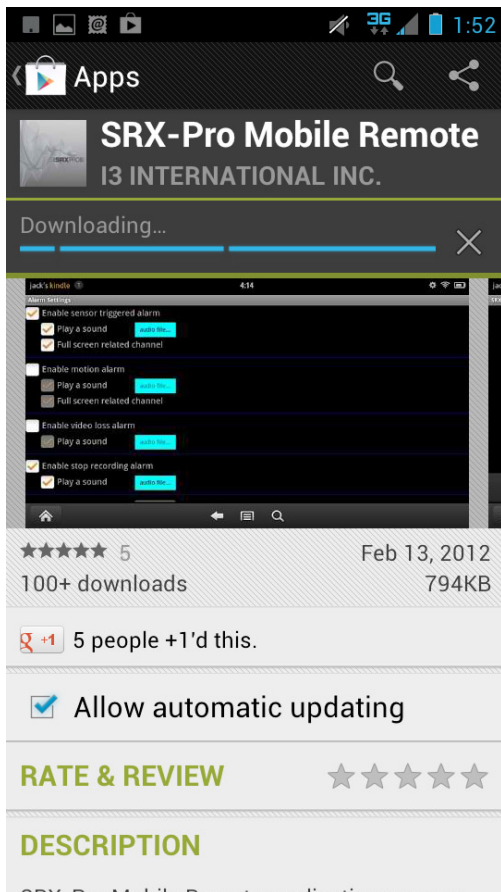 3G 1:52
Apps
SRX-Pro Mobile Remote
I3 INTERNATIONAL INC.
Downloading...
jack's kindle 1 4:14
Alarm Settings
Enable sensor triggered alarm
Play a sound audio file...
Full screen related channel
Enable motion alarm
Play a sound audio file...
Full screen related channel
Enable video loss alarm
Play a sound audio file...
Enable stop recording alarm
Play a sound audio file...
5 Feb 13, 2012
100+ downloads 794KB
g +1 5 people +1'd this.
Allow automatic updating
RATE & REVIEW
DESCRIPTION